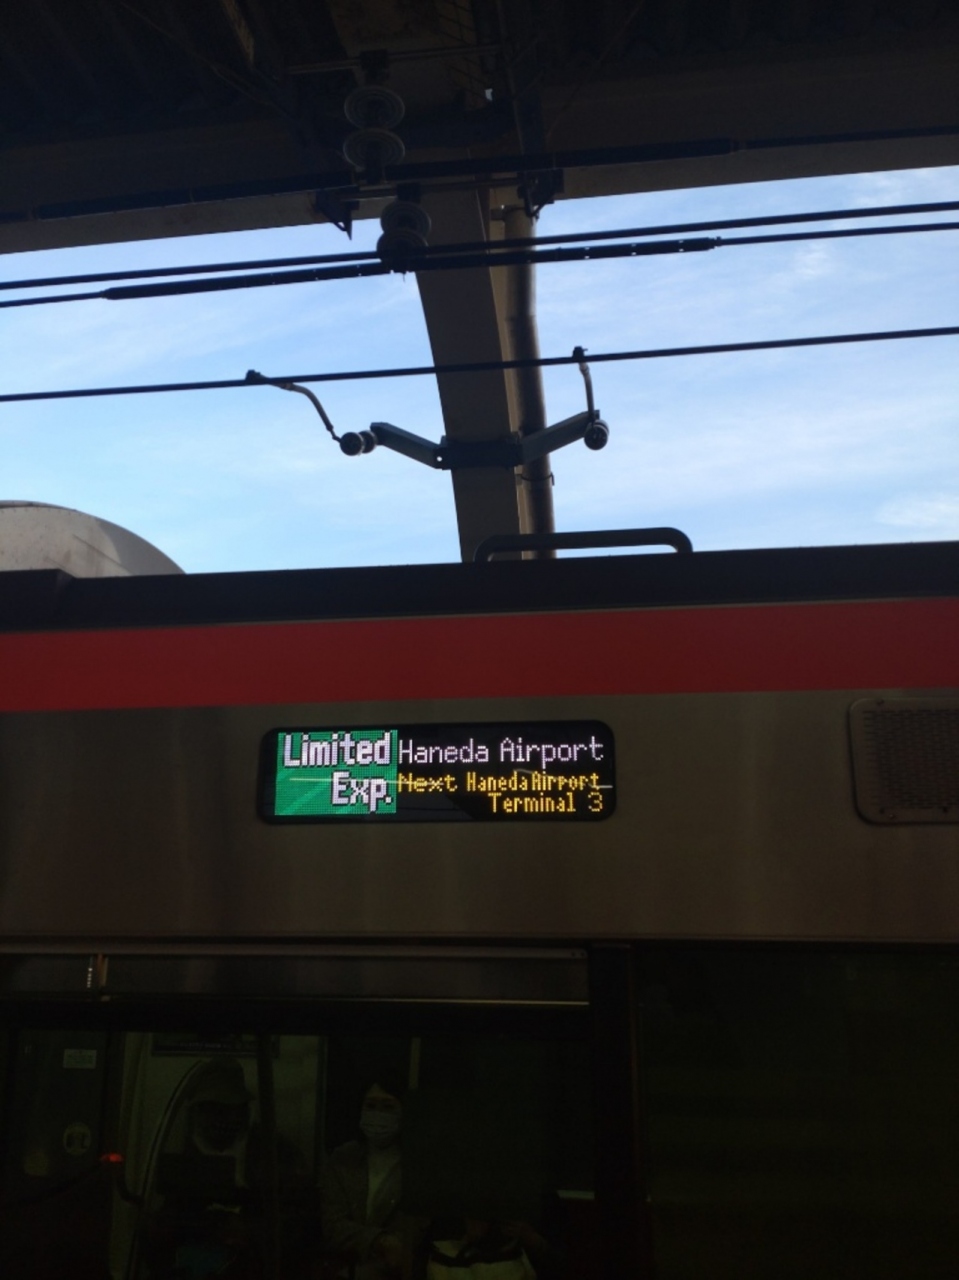 Limited Exp.
Haneda Airport
Next Haneda Airport
Terminal 3